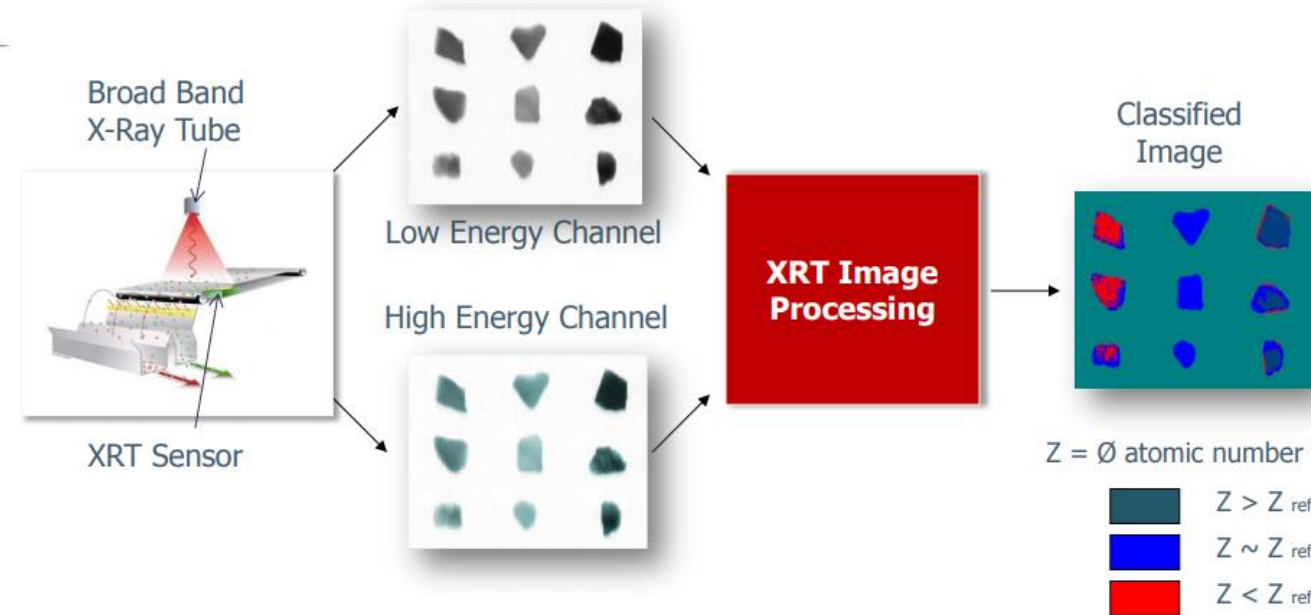 Broad Band
X-Ray Tube
XRT Sensor
Low Energy Channel
High Energy Channel
XRT Image
Processing
Classified
Image
Z = Ø atomic number
Z > Z ref
Z ~ Z ref
Z < Z ref